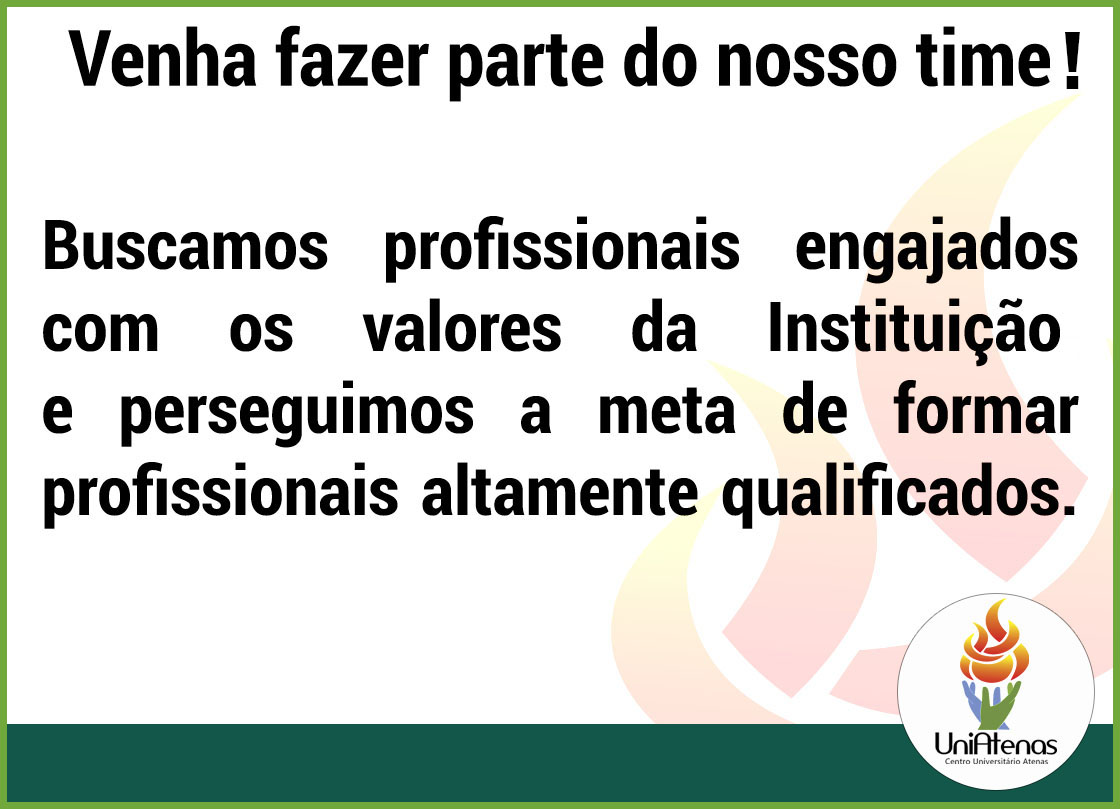 Venha fazer parte do nosso time!
Buscamos profissionais engajados
com os valores da Instituição
e perseguimos a meta de formar
profissionais altamente qualificados.
UniAtenas
Centro Universitário Atenas